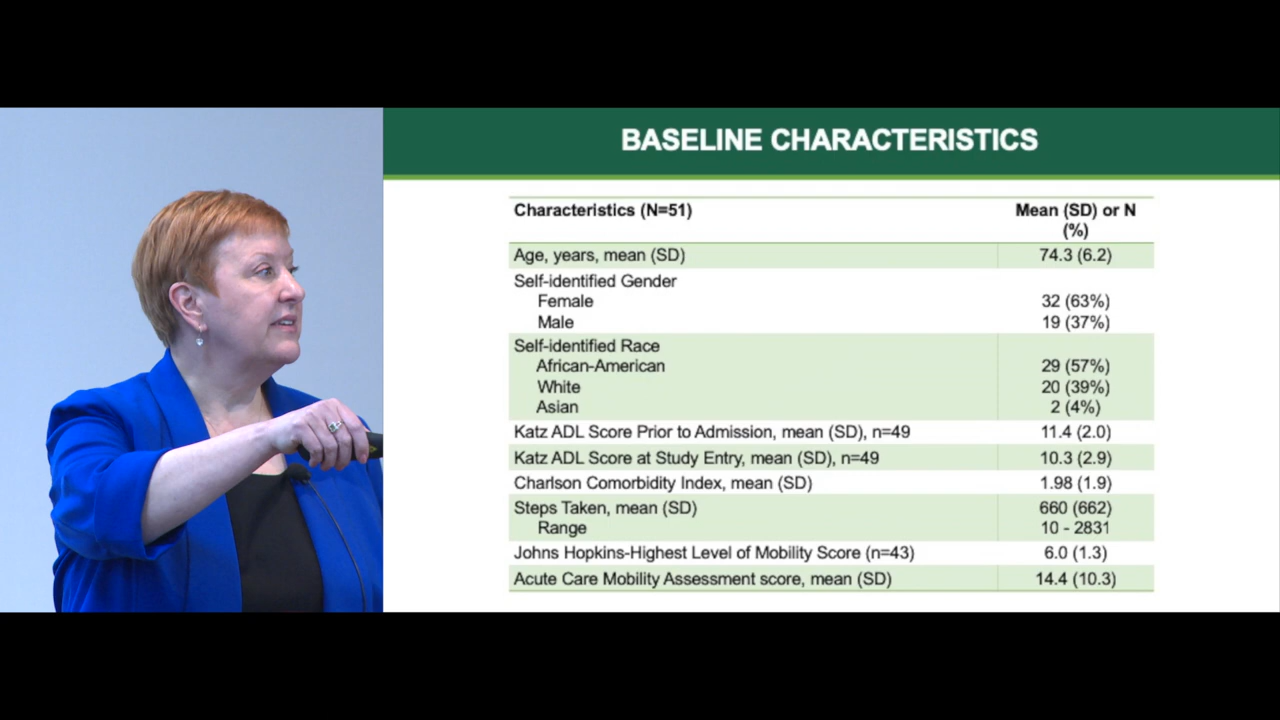 BASELINE CHARACTERISTICS
Characteristics (N=51) Mean (SD) or N (%)
Age, years, mean (SD) 74.3 (6.2)
Self-identified Gender
Female 32 (63%)
Male 19 (37%)
Self-identified Race
African-American 29 (57%)
White 20 (39%)
Asian 2 (4%)
Katz ADL Score Prior to Admission, mean (SD), n=49 11.4 (2.0)
Katz ADL Score at Study Entry, mean (SD), n=49 10.3 (2.9)
Charlson Comorbidity Index, mean (SD) 1.98 (1.9)
Steps Taken, mean (SD) 660 (662)
Range 10 - 2831
Johns Hopkins-Highest Level of Mobility Score (n=43) 6.0 (1.3)
Acute Care Mobility Assessment score, mean (SD) 14.4 (10.3)